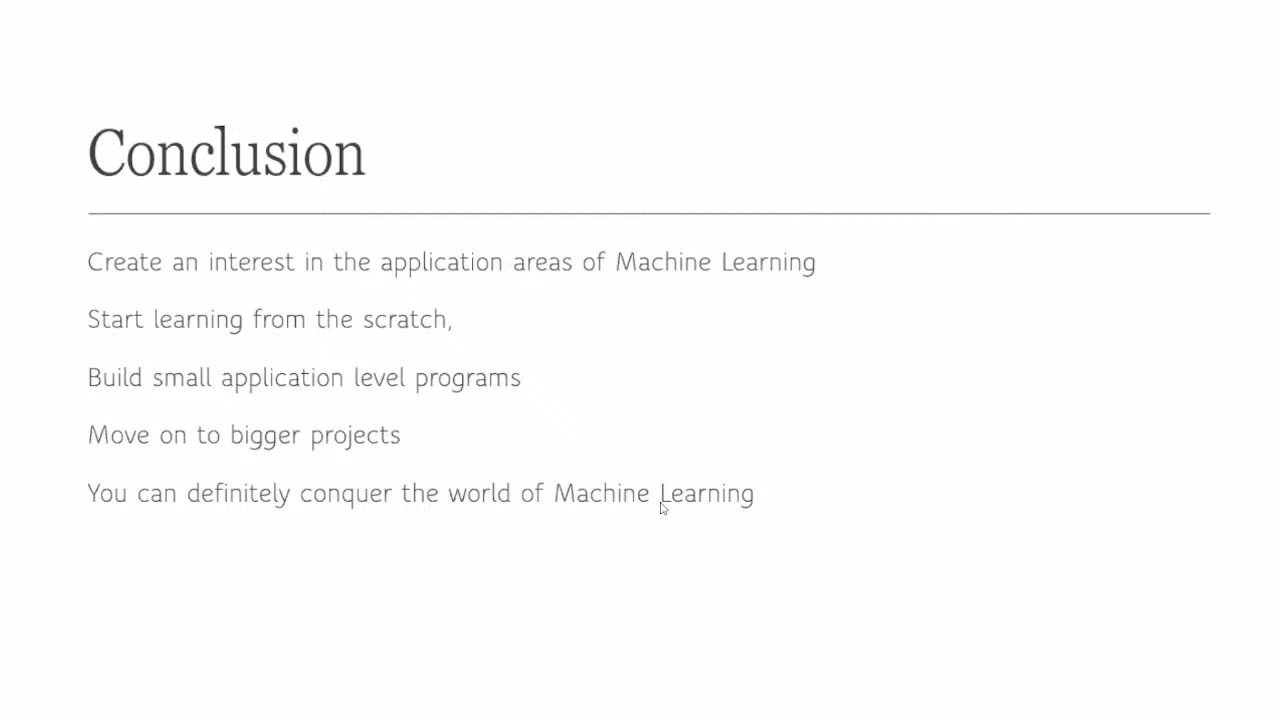 Conclusion
Create an interest in the application areas of Machine Learning
Start learning from the scratch,
Build small application level programs
Move on to bigger projects
You can definitely conquer the world of Machine Learning